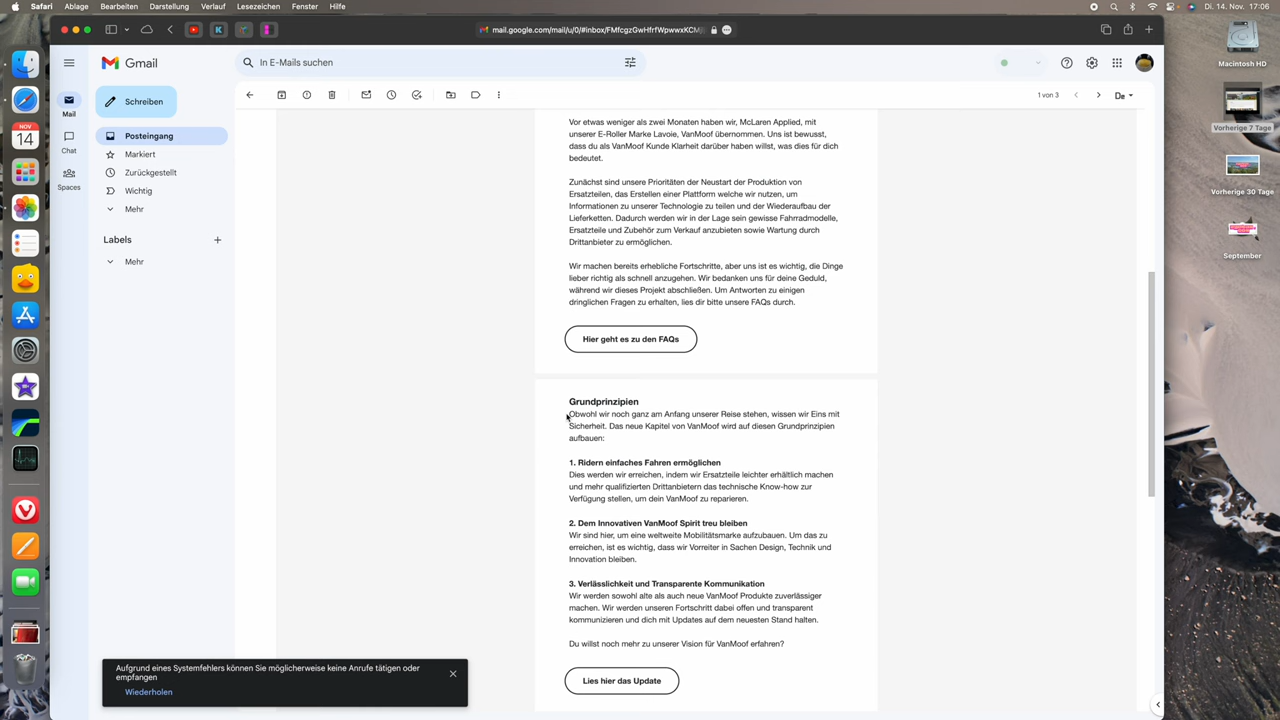 Safari Ablage Bearbeiten Darstellung Verlauf Lesezeichen Fenster Hilfe
Di. 14. Nov. 17:06
mail.google.com/mail/u/0/#inbox/FMfcgzGwHfrfWpwwxKCM
Gmail
In E-Mails suchen
Macintosh HD
Mail
Schreiben
1 von 3
De
NOV
14
Posteingang
Vorherige 7 Tage
Chat
Markiert
Spaces
Zurückgestellt
Wichtig
Vorherige 30 Tage
Mehr
Labels
September
Mehr
Vor etwas weniger als zwei Monaten haben wir, McLaren Applied, mit
unserer E-Roller Marke Lavoie, VanMoof übernommen. Uns ist bewusst,
dass du als VanMoof Kunde Klarheit darüber haben willst, was dies für dich
bedeutet.
Zunächst sind unsere Prioritäten der Neustart der Produktion von
Ersatzteilen, das Erstellen einer Plattform welche wir nutzen, um
Informationen zu unserer Technologie zu teilen und der Wiederaufbau der
Lieferketten. Dadurch werden wir in der Lage sein gewisse Fahrradmodelle,
Ersatzteile und Zubehör zum Verkauf anzubieten sowie Wartung durch
Drittanbieter zu ermöglichen.
Wir machen bereits erhebliche Fortschritte, aber uns ist es wichtig, die Dinge
lieber richtig als schnell anzugehen. Wir bedanken uns für deine Geduld,
während wir dieses Projekt abschließen. Um Antworten zu einigen
dringlichen Fragen zu erhalten, lies dir bitte unsere FAQs durch.
Hier geht es zu den FAQs
Grundprinzipien
Obwohl wir noch ganz am Anfang unserer Reise stehen, wissen wir Eins mit
Sicherheit. Das neue Kapitel von VanMoof wird auf diesen Grundprinzipien
aufbauen:
1. Ridern einfaches Fahren ermöglichen
Dies werden wir erreichen, indem wir Ersatzteile leichter erhältlich machen
und mehr qualifizierten Drittanbietern das technische Know-how zur
Verfügung stellen, um dein VanMoof zu reparieren.
2. Dem Innovativen VanMoof Spirit treu bleiben
Wir sind hier, um eine weltweite Mobilitätsmarke aufzubauen. Um das zu
erreichen, ist es wichtig, dass wir Vorreiter in Sachen Design, Technik und
Innovation bleiben.
3. Verlässlichkeit und Transparente Kommunikation
Wir werden sowohl alte als auch neue VanMoof Produkte zuverlässiger
machen. Wir werden unseren Fortschritt dabei offen und transparent
kommunizieren und dich mit Updates auf dem neuesten Stand halten.
Du willst noch mehr zu unserer Vision für VanMoof erfahren?
Lies hier das Update
Aufgrund eines Systemfehlers können Sie möglicherweise keine Anrufe tätigen oder
empfangen
Wiederholen